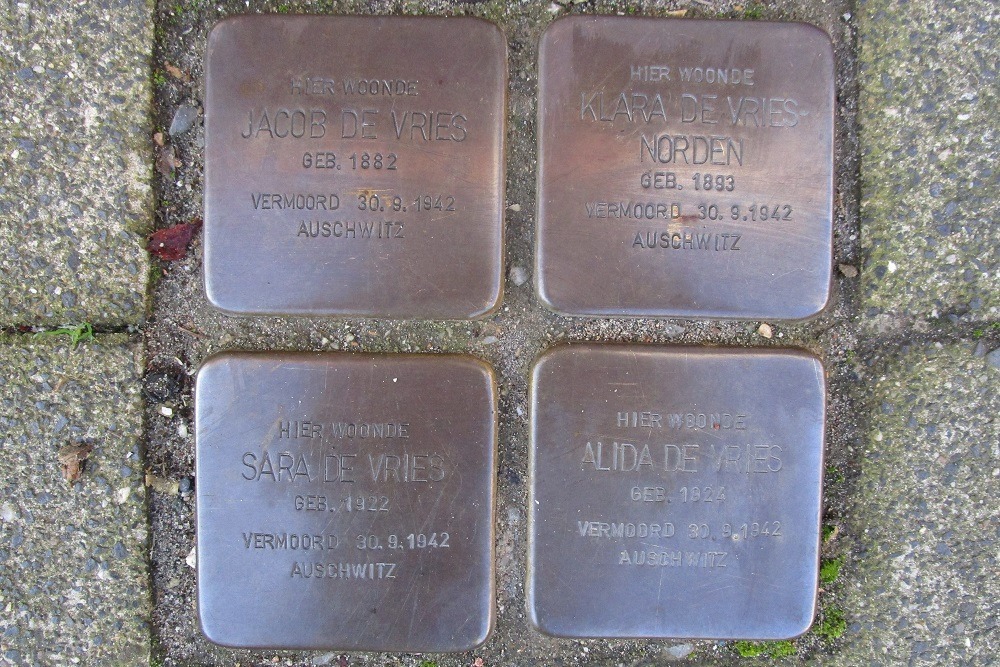 HIER WOONDE
JACOB DE VRIES
GEB. 1882
VERMOORD 30.9.1942
AUSCHWITZ
HIER WOONDE
KLARA DE VRIES-
NORDEN
GEB. 1893
VERMOORD 30.9.1942
AUSCHWITZ
HIER WOONDE
SARA DE VRIES
GEB. 1922
VERMOORD 30.9.1942
AUSCHWITZ
HIER WOONDE
ALIDA DE VRIES
GEB. 1924
VERMOORD 30.9.1942
AUSCHWITZ